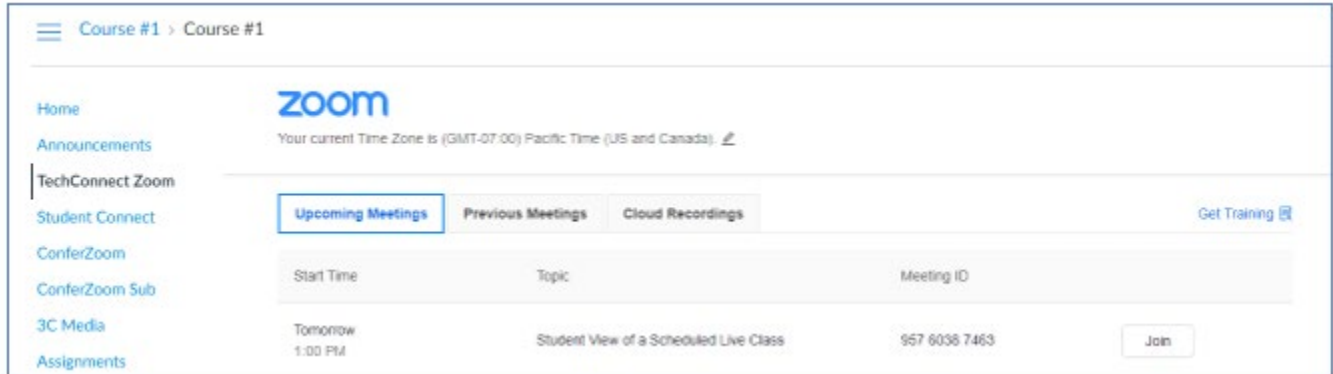 Course #1 > Course #1
Home
Announcements
TechConnect Zoom
Student Connect
ConferZoom
ConferZoom Sub
3C Media
Assignments
zoom
Your current Time Zone is (GMT-07:00) Pacific Time (US and Canada).
Upcoming Meetings Previous Meetings Cloud Recordings Get Training
Start Time Topic Meeting ID
Tomorrow
1:00 PM
Student View of a Scheduled Live Class 957 6038 7463 Join